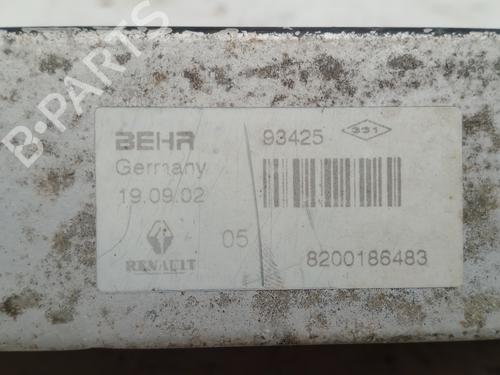 B-PARTS
BEHR
Germany
19.09.02
RENAULT
05
93425
331
8200186483